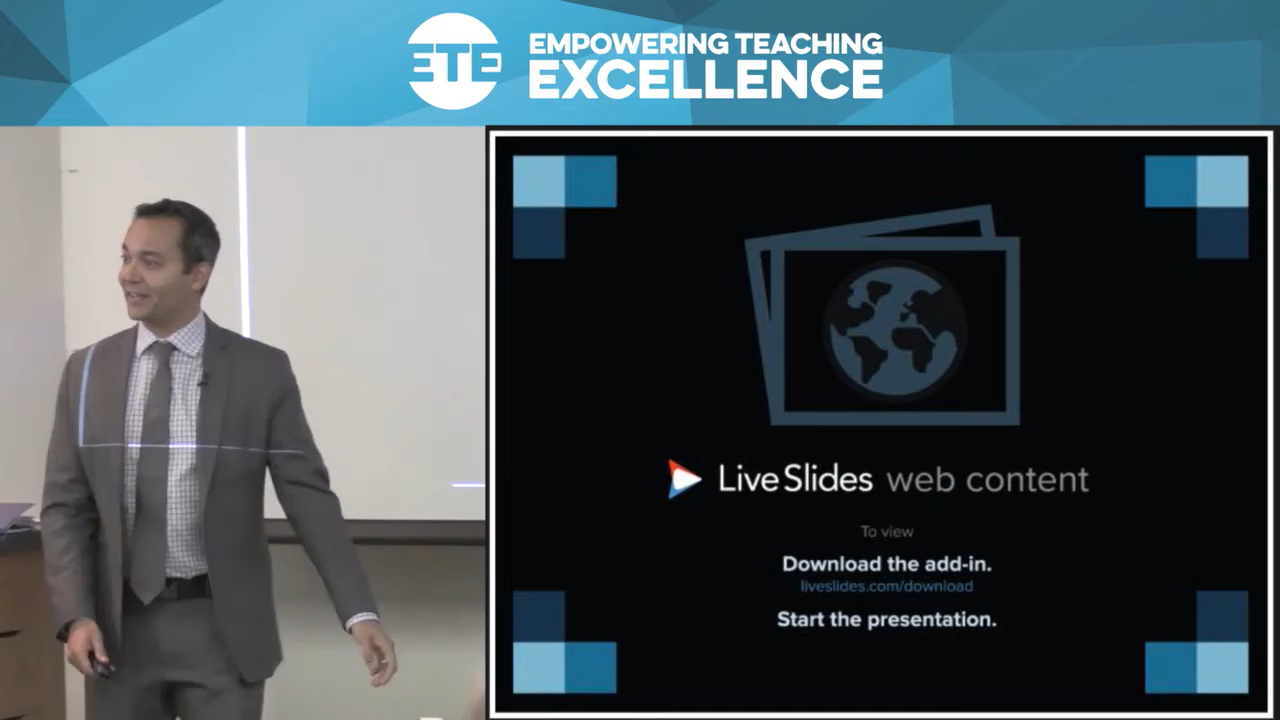 ETE
EMPOWERING TEACHING
EXCELLENCE
LiveSlides web content
To view
Download the add-in.
liveslides.com/download
Start the presentation.